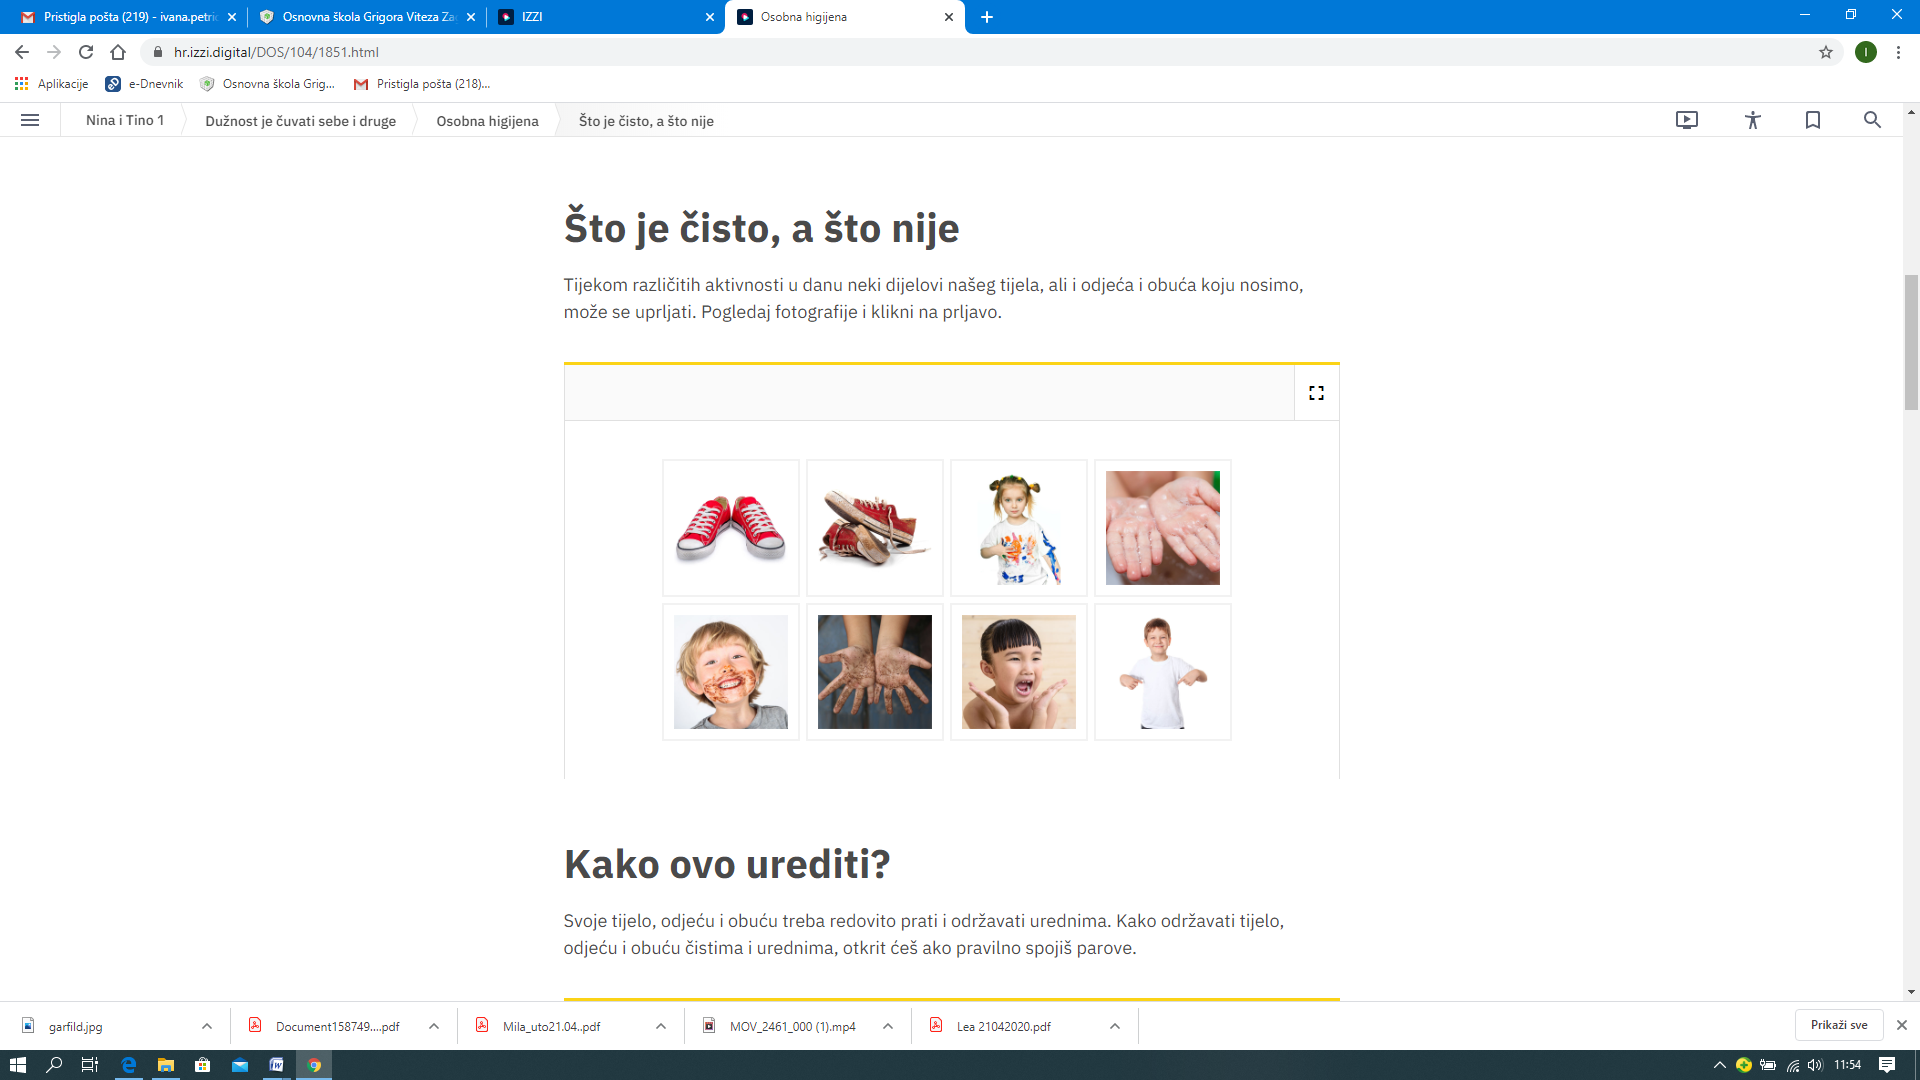 Pristigla pošta (219) - ivana.petric
Osnovna škola Grigora Viteza Za
IZZI
Osobna higijena
hr.izzi.digital/DOS/104/1851.html
I
Aplikacije
e-Dnevnik
Osnovna škola Grig...
Pristigla pošta (218)...
Nina i Tino 1
Dužnost je čuvati sebe i druge
Osobna higijena
Što je čisto, a što nije
Što je čisto, a što nije
Tijekom različitih aktivnosti u danu neki dijelovi našeg tijela, ali i odjeća i obuća koju nosimo,
može se uprljati. Pogledaj fotografije i klikni na prljavo.
Kako ovo urediti?
Svoje tijelo, odjeću i obuću treba redovito prati i održavati urednima. Kako održavati tijelo,
odjeću i obuću čistima i urednima, otkrit ćeš ako pravilno spojiš parove.
garfild.jpg
Document158749....pdf
Mila_uto21.04..pdf
MOV_2461_000 (1).mp4
Lea 21042020.pdf
Prikaži sve
11:54